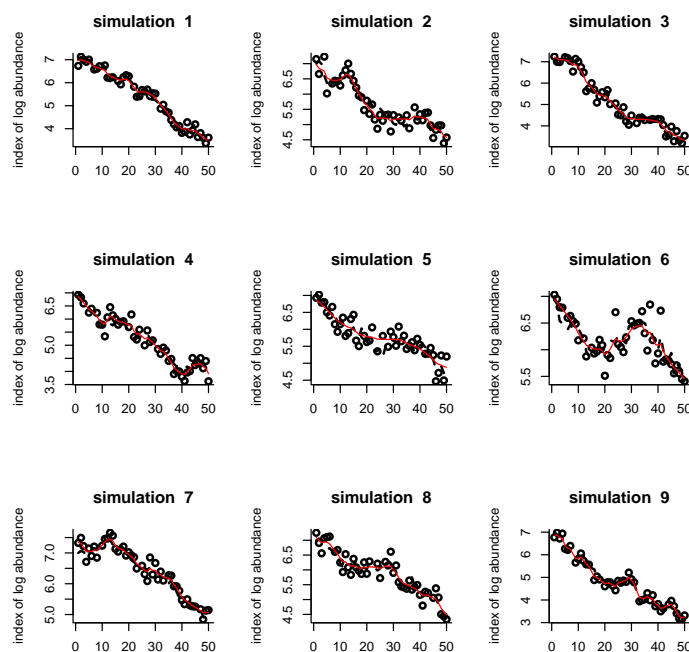 simulation 1
index of log abundance
7
6
5
4
0 10 20 30 40 50
simulation 2
index of log abundance
6.5
5.5
4.5
0 10 20 30 40 50
simulation 3
index of log abundance
7
6
5
4
0 10 20 30 40 50
simulation 4
index of log abundance
6.5
5.0
3.5
0 10 20 30 40 50
simulation 5
index of log abundance
6.5
5.5
4.5
0 10 20 30 40 50
simulation 6
index of log abundance
6.5
5.5
0 10 20 30 40 50
simulation 7
index of log abundance
7.0
6.0
5.0
0 10 20 30 40 50
simulation 8
index of log abundance
6.5
5.5
4.5
0 10 20 30 40 50
simulation 9
index of log abundance
7
6
5
4
3
0 10 20 30 40 50